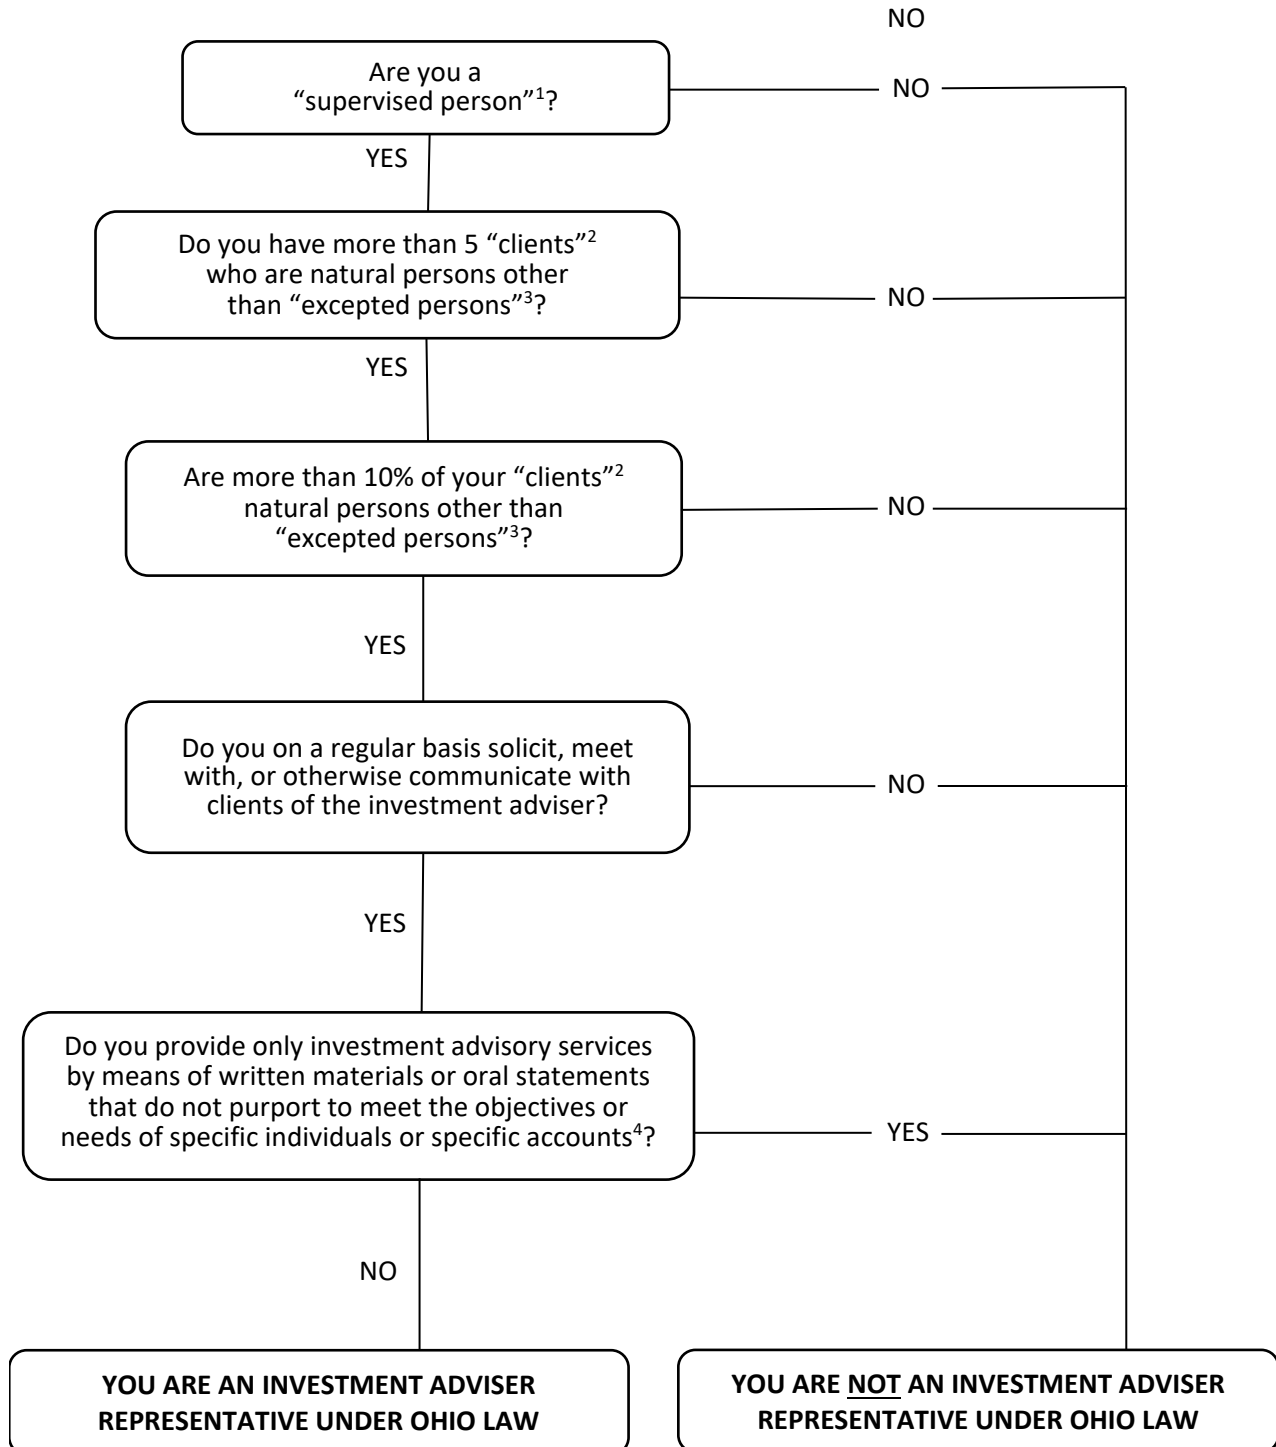 NO
Are you a
“supervised person”1?
NO
YES
Do you have more than 5 “clients”2
who are natural persons other
than “excepted persons”3?
NO
YES
Are more than 10% of your “clients”2
natural persons other than
“excepted persons”3?
NO
YES
Do you on a regular basis solicit, meet
with, or otherwise communicate with
clients of the investment adviser?
NO
YES
Do you provide only investment advisory services
by means of written materials or oral statements
that do not purport to meet the objectives or
needs of specific individuals or specific accounts4?
YES
NO
YOU ARE AN INVESTMENT ADVISER
REPRESENTATIVE UNDER OHIO LAW
YOU ARE NOT AN INVESTMENT ADVISER
REPRESENTATIVE UNDER OHIO LAW